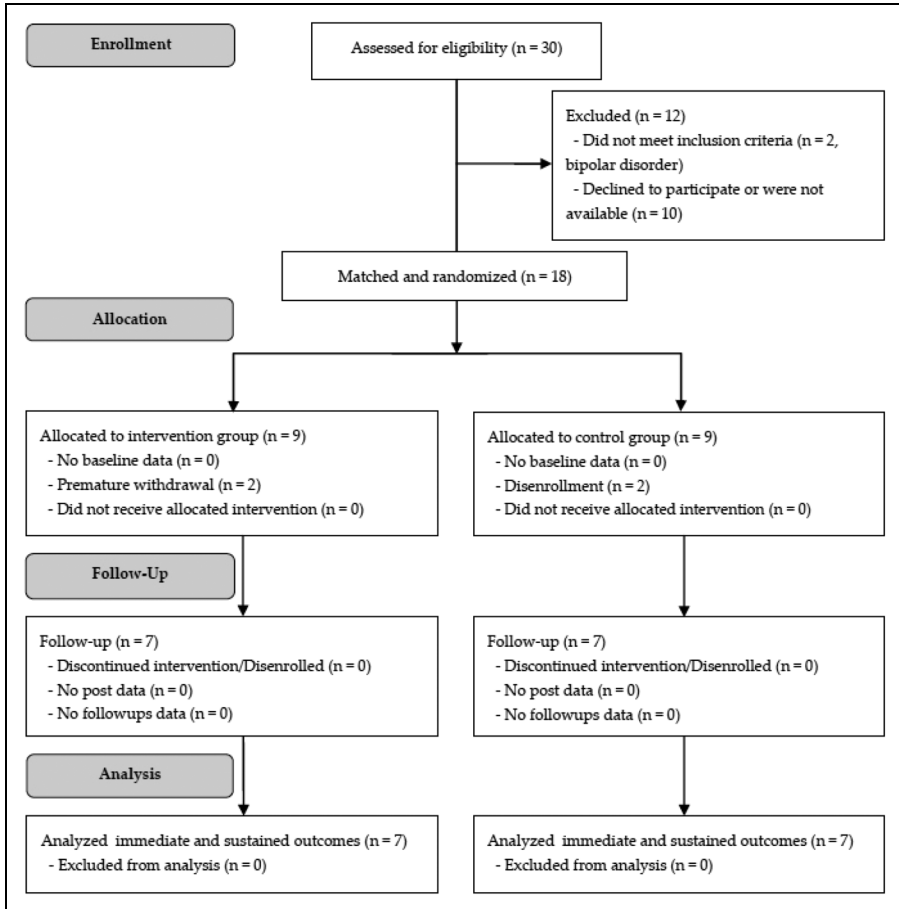 Enrollment
Assessed for eligibility (n = 30)
Excluded (n = 12)
- Did not meet inclusion criteria (n = 2,
bipolar disorder)
- Declined to participate or were not
available (n = 10)
Matched and randomized (n = 18)
Allocation
Allocated to intervention group (n = 9)
- No baseline data (n = 0)
- Premature withdrawal (n = 2)
- Did not receive allocated intervention (n = 0)
Allocated to control group (n = 9)
- No baseline data (n = 0)
- Disenrollment (n = 2)
- Did not receive allocated intervention (n = 0)
Follow-Up
Follow-up (n = 7)
- Discontinued intervention/Disenrolled (n = 0)
- No post data (n = 0)
- No followups data (n = 0)
Follow-up (n = 7)
- Discontinued intervention/Disenrolled (n = 0)
- No post data (n = 0)
- No followups data (n = 0)
Analysis
Analyzed immediate and sustained outcomes (n = 7)
- Excluded from analysis (n = 0)
Analyzed immediate and sustained outcomes (n = 7)
- Excluded from analysis (n = 0)